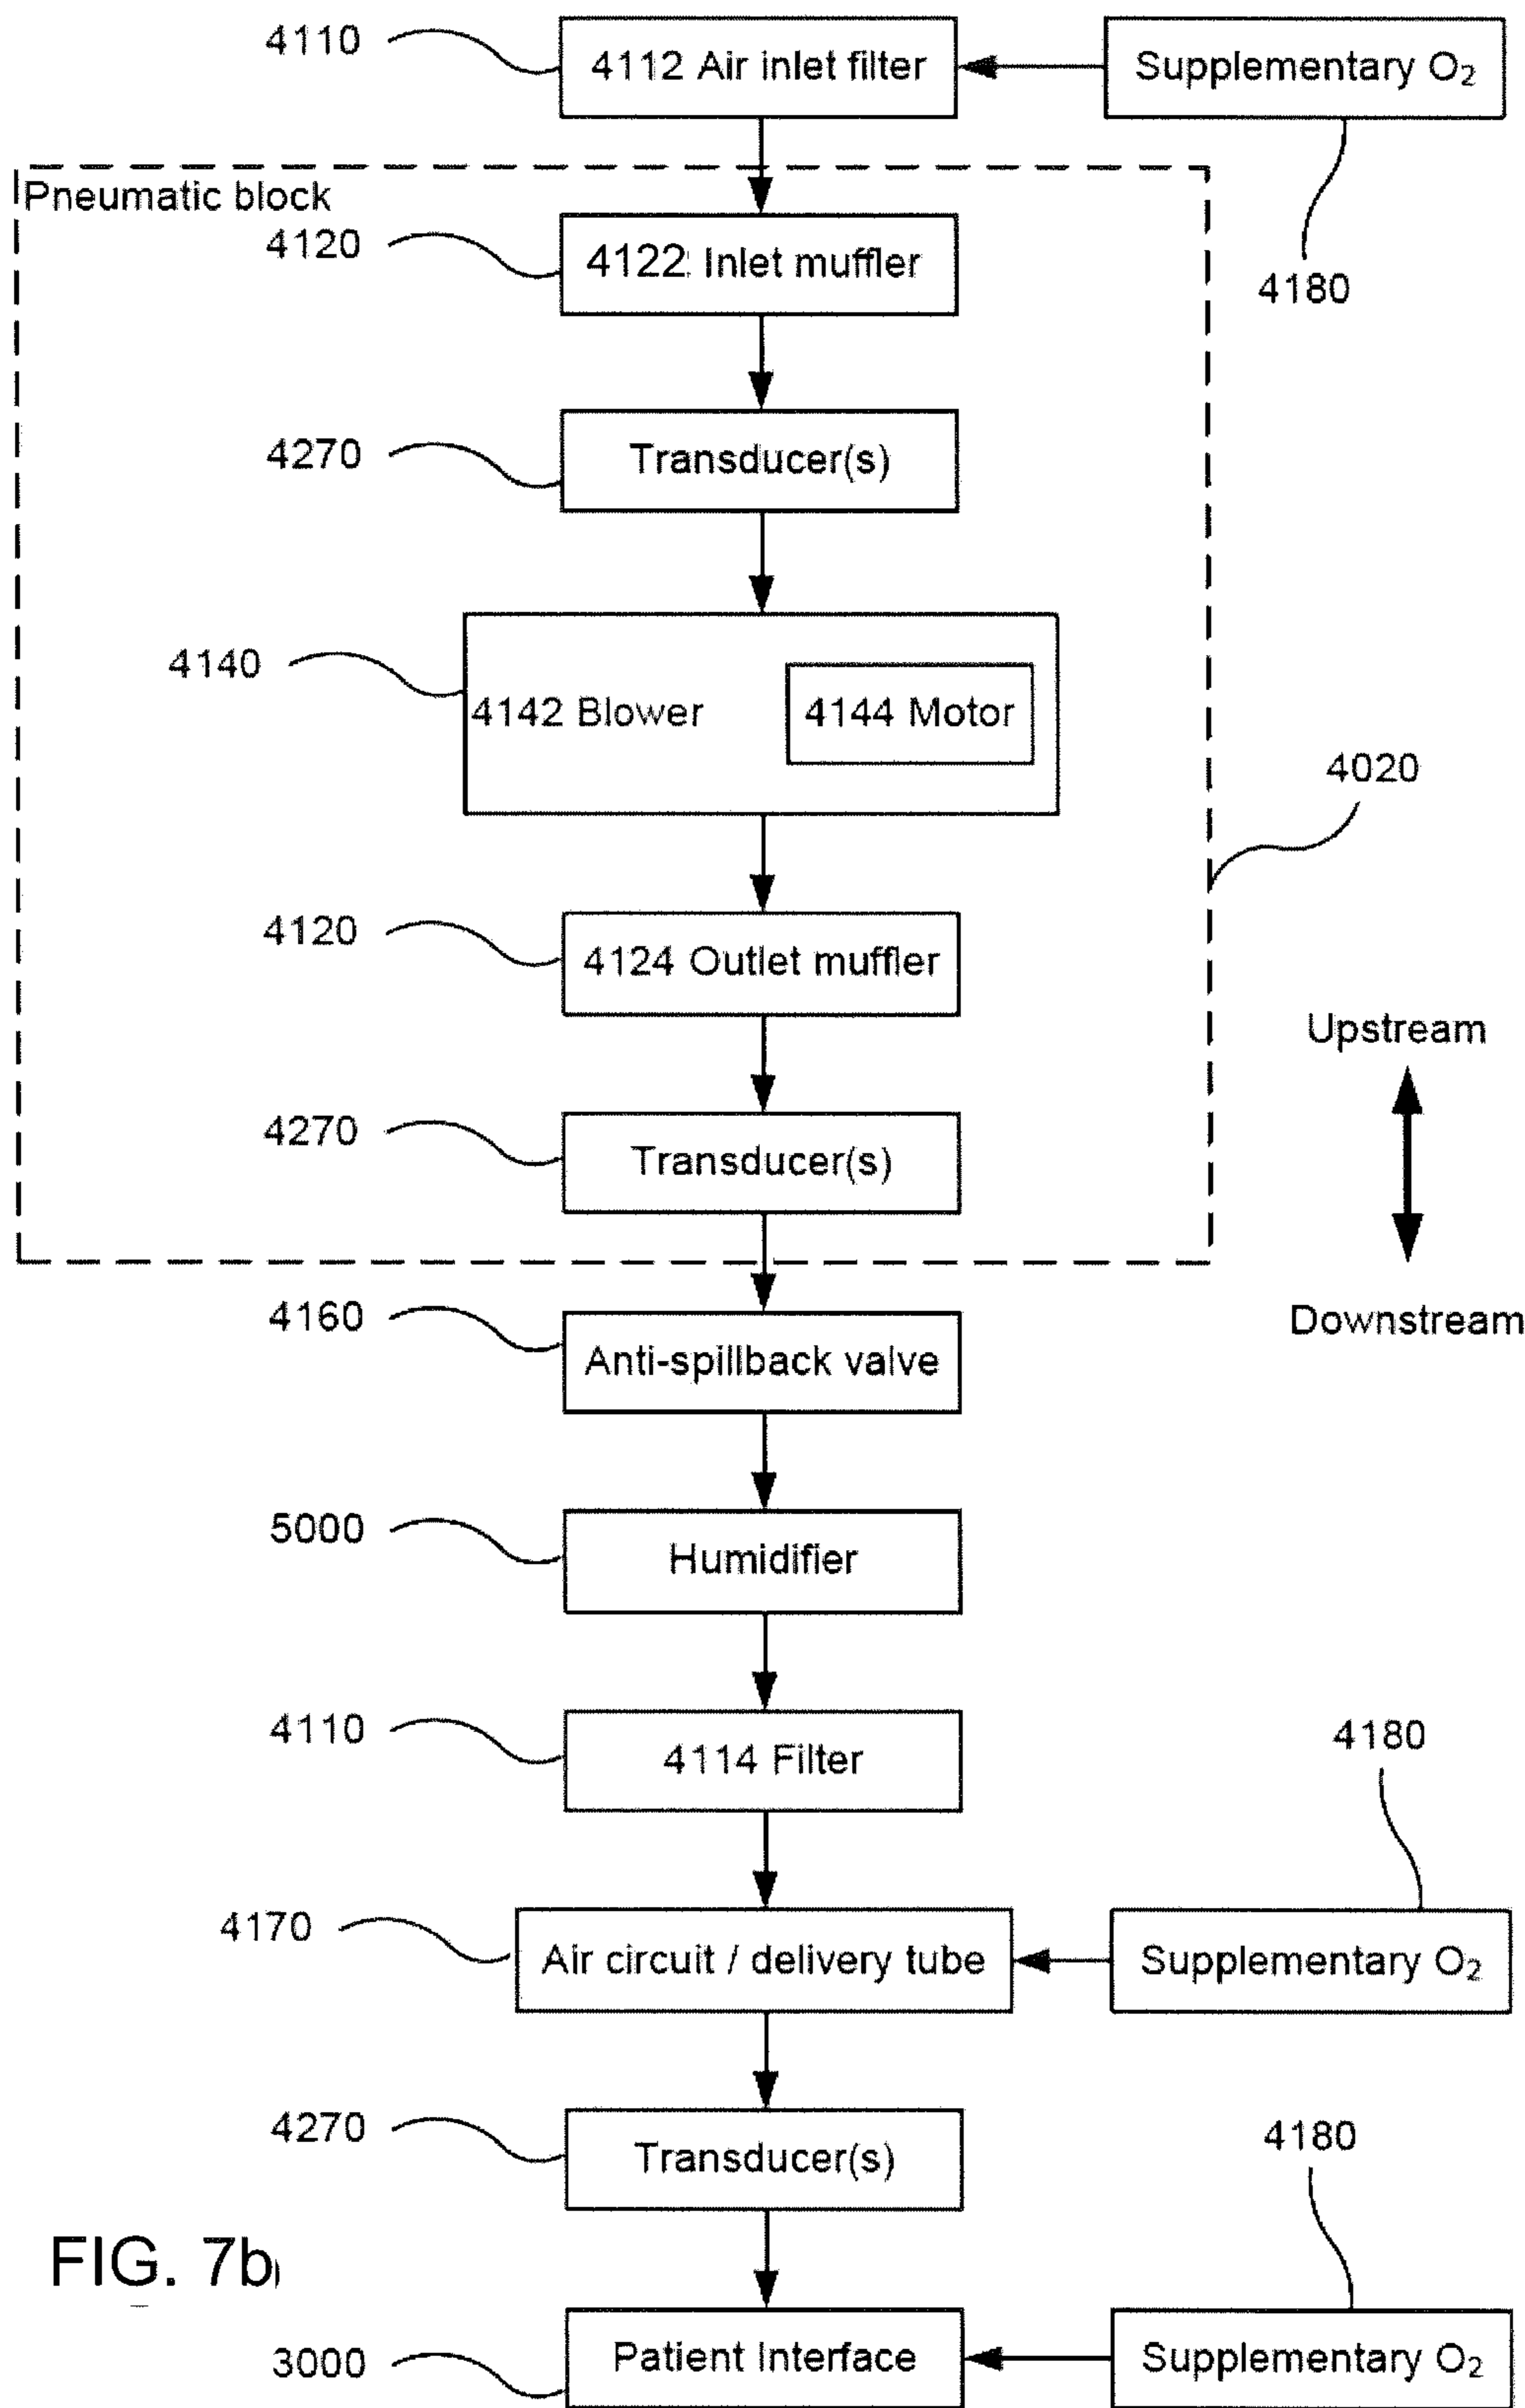 4110
4112 Air inlet filter
Supplementary O₂
Pneumatic block
4120
4122 Inlet muffler
4180
4270
Transducer(s)
4140
4142 Blower
4144 Motor
4020
4120
4124 Outlet muffler
Upstream
4270
Transducer(s)
4160
Anti-spillback valve
Downstream
5000
Humidifier
4110
4114 Filter
4180
4170
Air circuit / delivery tube
Supplementary O₂
4270
Transducer(s)
4180
FIG. 7b
3000
Patient Interface
Supplementary O₂